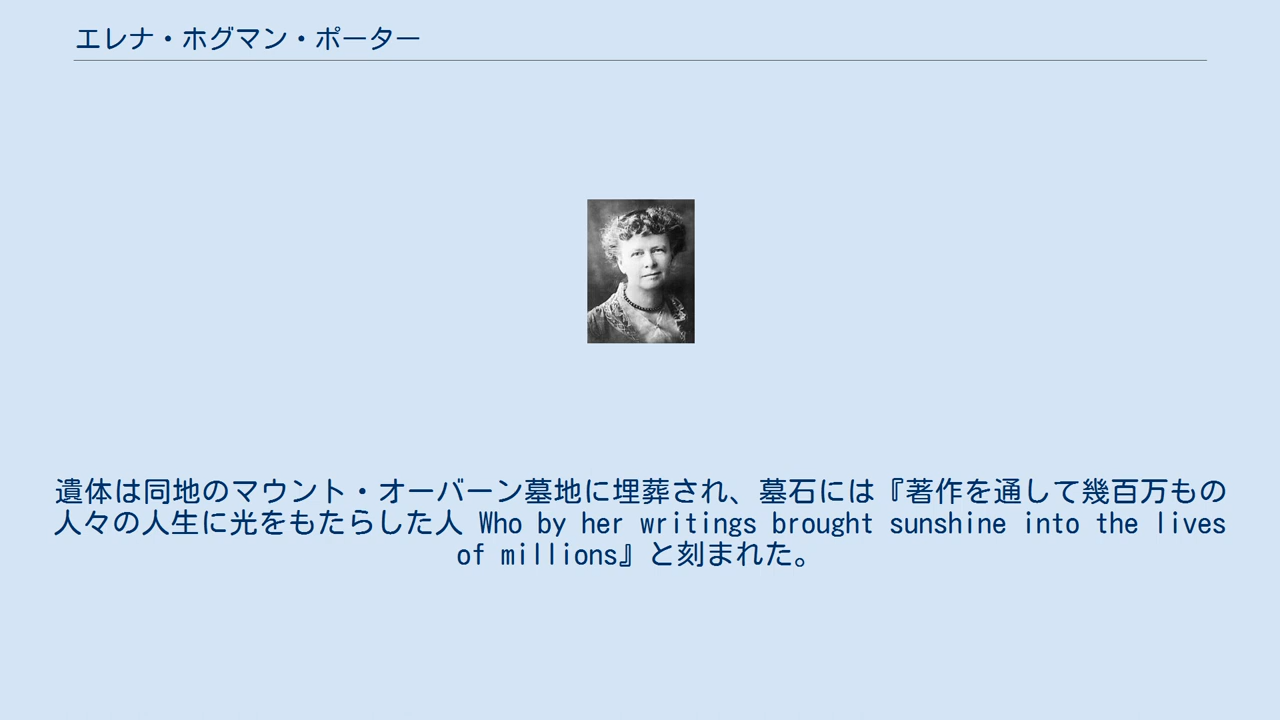 エレナ・ホグマン・ポーター
遺体は同地のマウント・オーバーン墓地に埋葬され、墓石には『著作を通して幾百万もの
人々の人生に光をもたらした人 Who by her writings brought sunshine into the lives
of millions』と刻まれた。